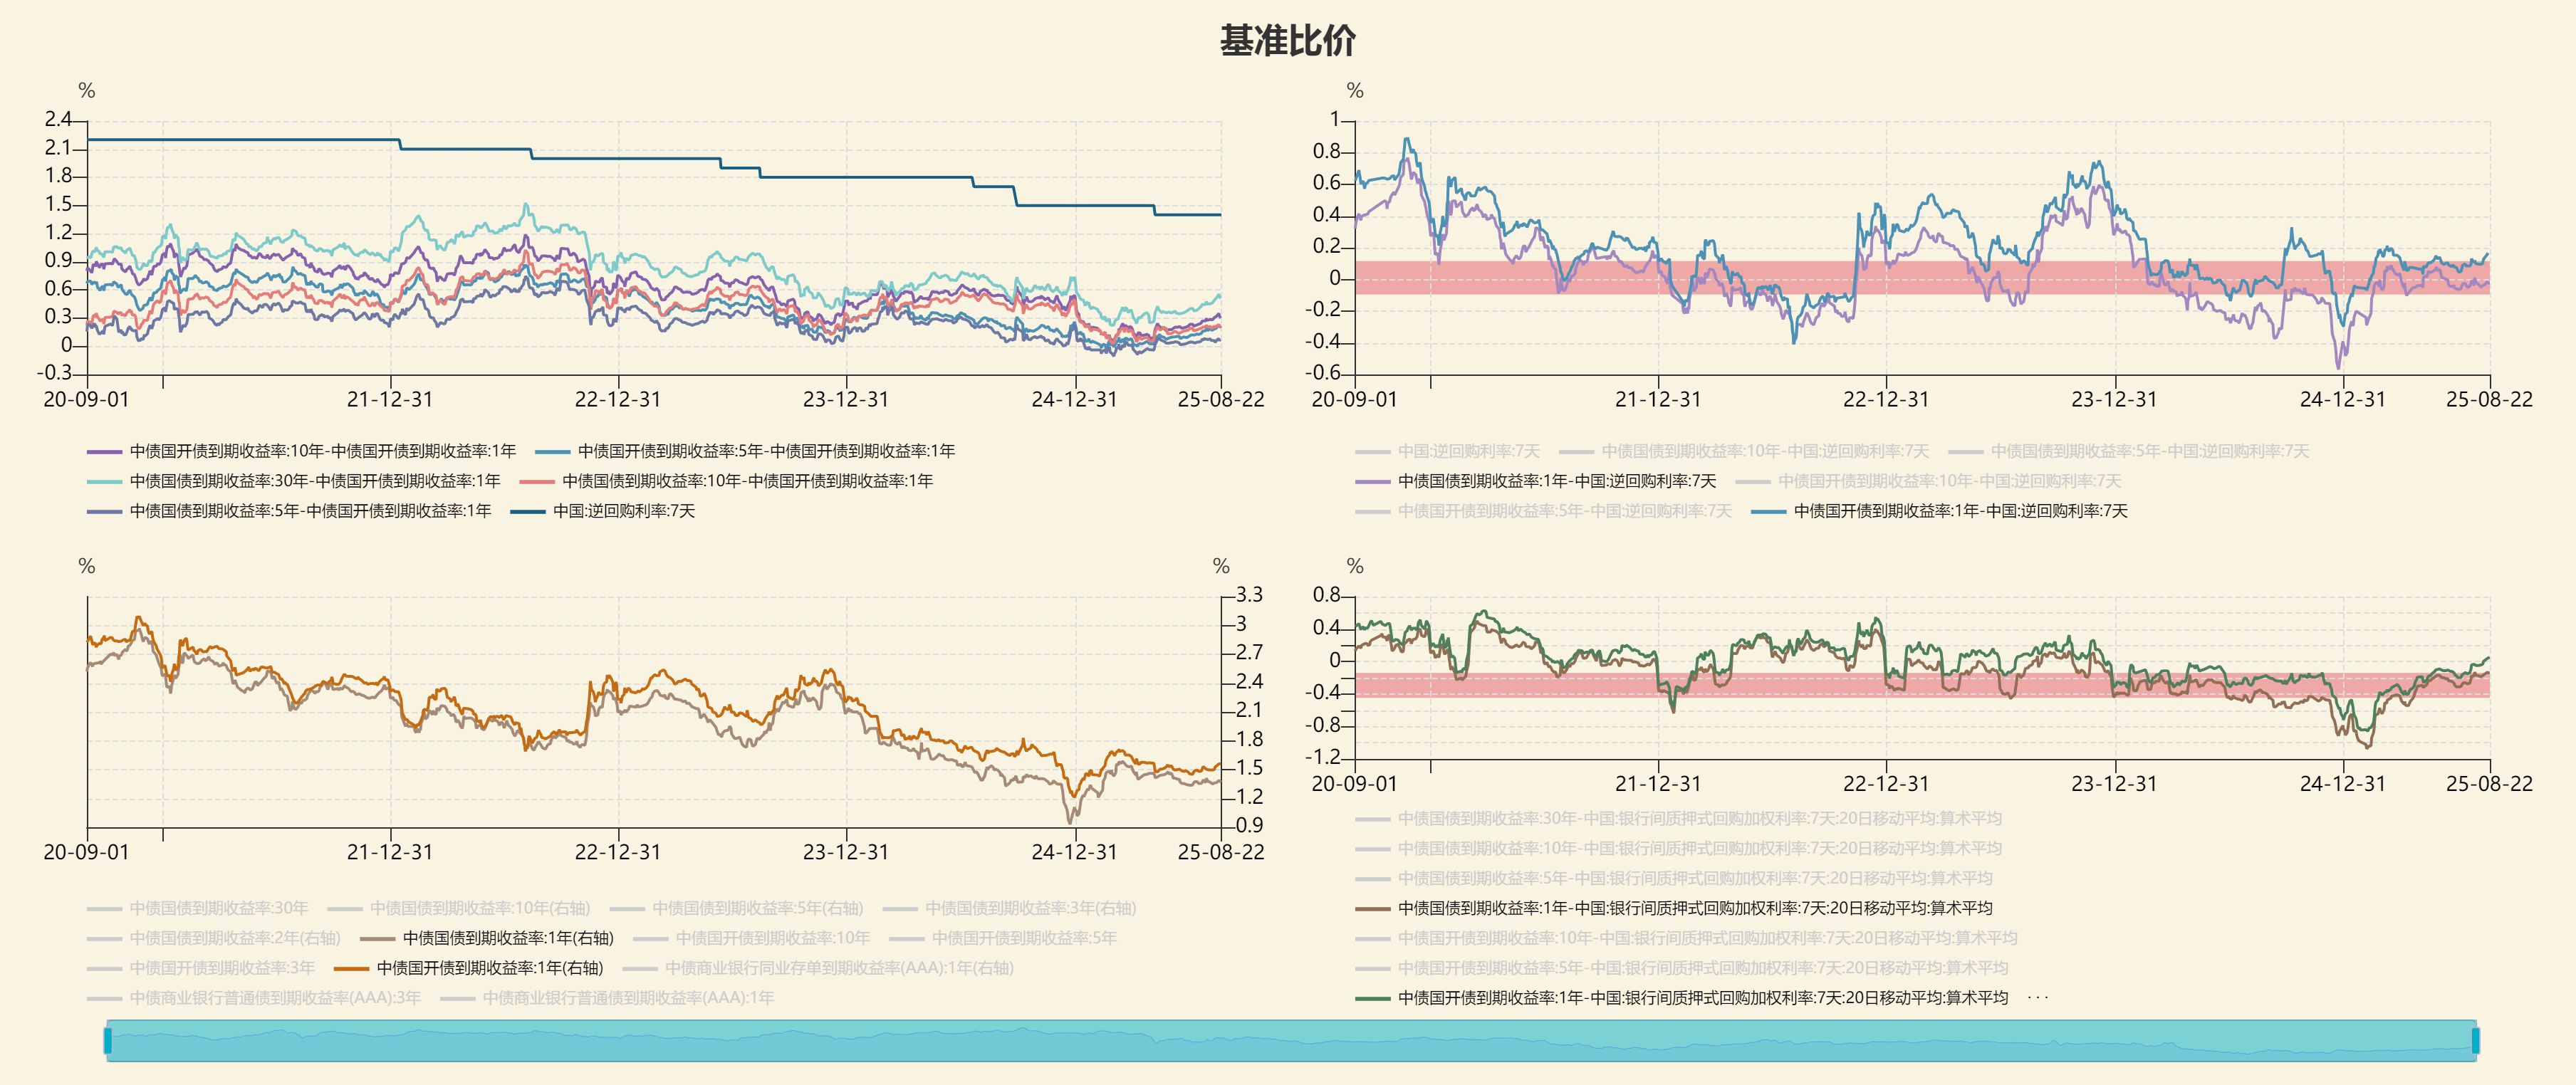 基准比价
%
2.4
2.1
1.8
1.5
1.2
0.9
0.6
0.3
0
-0.3
20-09-01 21-12-31 22-12-31 23-12-31 24-12-31 25-08-22
中债国开债到期收益率:10年-中债国开债到期收益率:1年 中债国开债到期收益率:5年-中债国开债到期收益率:1年
中债国债到期收益率:30年-中债国开债到期收益率:1年 中债国债到期收益率:10年-中债国开债到期收益率:1年
中债国债到期收益率:5年-中债国开债到期收益率:1年 中国:逆回购利率:7天
%
1
0.8
0.6
0.4
0.2
0
-0.2
-0.4
-0.6
20-09-01 21-12-31 22-12-31 23-12-31 24-12-31 25-08-22
中国:逆回购利率:7天 中债国债到期收益率:10年-中国:逆回购利率:7天 中债国债到期收益率:5年-中国:逆回购利率:7天
中债国债到期收益率:1年-中国:逆回购利率:7天 中债国开债到期收益率:10年-中国:逆回购利率:7天
中债国开债到期收益率:5年-中国:逆回购利率:7天 中债国开债到期收益率:1年-中国:逆回购利率:7天
% %
3.3
3
2.7
2.4
2.1
1.8
1.5
1.2
0.9
20-09-01 21-12-31 22-12-31 23-12-31 24-12-31 25-08-22
中债国债到期收益率:30年 中债国债到期收益率:10年(右轴) 中债国债到期收益率:5年(右轴) 中债国债到期收益率:3年(右轴)
中债国债到期收益率:2年(右轴) 中债国债到期收益率:1年(右轴) 中债国开债到期收益率:10年 中债国开债到期收益率:5年
中债国开债到期收益率:3年 中债国开债到期收益率:1年(右轴) 中债商业银行同业存单到期收益率(AAA):1年(右轴)
中债商业银行普通债到期收益率(AAA):3年 中债商业银行普通债到期收益率(AAA):1年
%
0.8
0.4
0
-0.4
-0.8
-1.2
20-09-01 21-12-31 22-12-31 23-12-31 24-12-31 25-08-22
中债国债到期收益率:30年-中国:银行间质押式回购加权利率:7天:20日移动平均:算术平均
中债国债到期收益率:10年-中国:银行间质押式回购加权利率:7天:20日移动平均:算术平均
中债国债到期收益率:5年-中国:银行间质押式回购加权利率:7天:20日移动平均:算术平均
中债国债到期收益率:1年-中国:银行间质押式回购加权利率:7天:20日移动平均:算术平均
中债国开债到期收益率:10年-中国:银行间质押式回购加权利率:7天:20日移动平均:算术平均
中债国开债到期收益率:5年-中国:银行间质押式回购加权利率:7天:20日移动平均:算术平均
中债国开债到期收益率:1年-中国:银行间质押式回购加权利率:7天:20日移动平均:算术平均 ···